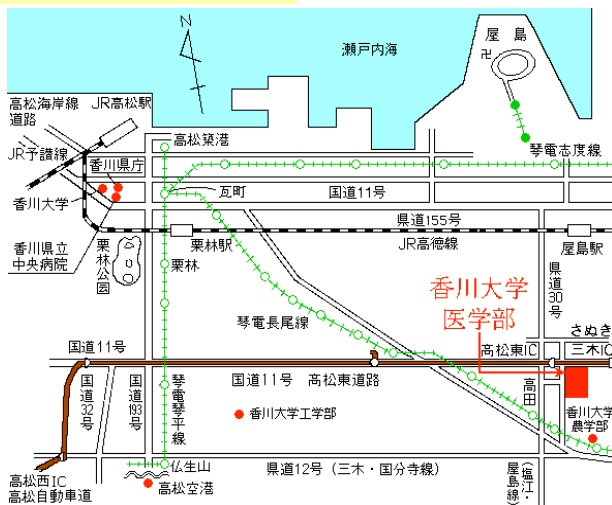 N
屋島
卍
瀬戸内海
高松海岸線
道路
JR高松駅
高松築港
JR予讃線
香川県庁
琴電志度線
香川大学
瓦町
国道11号
県道155号
香川県立
中央病院
栗林公園
栗林駅
JR高徳線
屋島駅
栗林
県道30号
香川大学
医学部
琴電長尾線
さぬき
三木IC
国道11号
高松東IC
国道32号
国道193号
琴電琴平線
国道11号
高松東道路
高田
香川大学工学部
香川大学
農学部
仏生山
県道12号（三木・国分寺線）
（塩江・
屋島線）
高松西IC
高松自動車道
高松空港